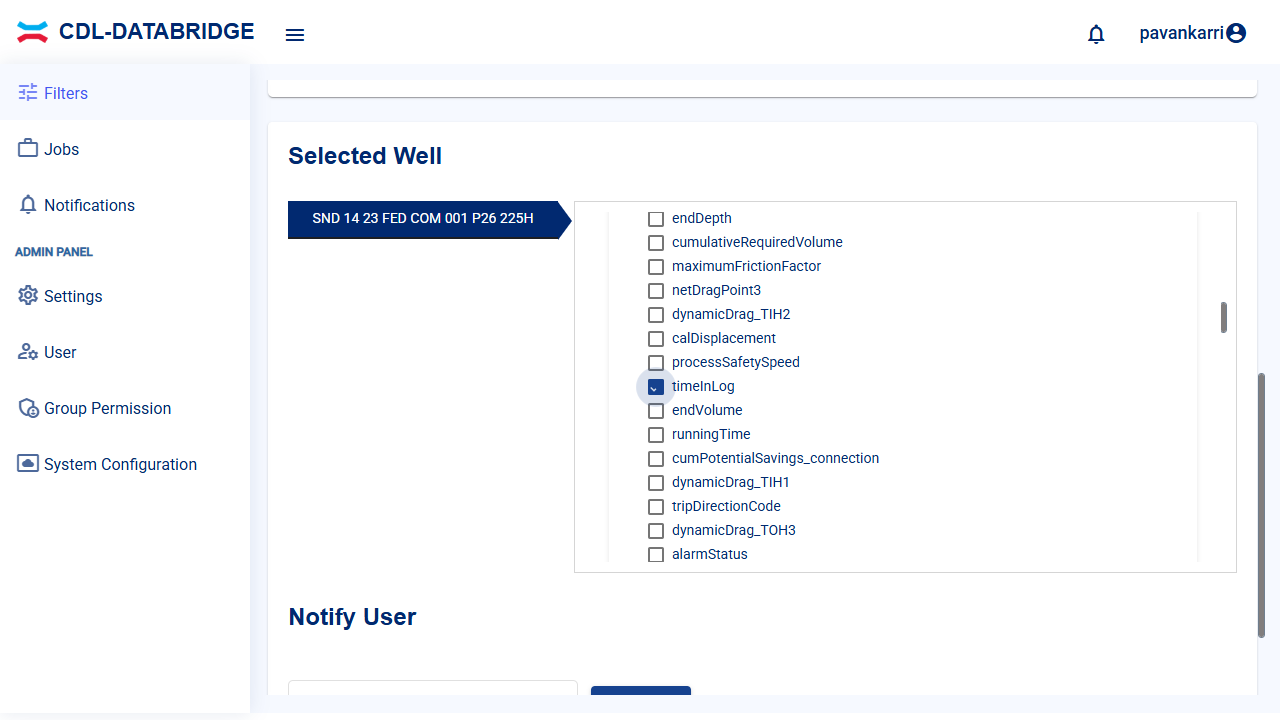 CDL-DATABRIDGE
pavankarri
Filters
Jobs
Notifications
ADMIN PANEL
Settings
User
Group Permission
System Configuration
Selected Well
SND 14 23 FED COM 001 P26 225H
endDepth
cumulativeRequiredVolume
maximumFrictionFactor
netDragPoint3
dynamicDrag_TIH2
calDisplacement
processSafetySpeed
timeInLog
endVolume
runningTime
cumPotentialSavings_connection
dynamicDrag_TIH1
tripDirectionCode
dynamicDrag_TOH3
alarmStatus
Notify User